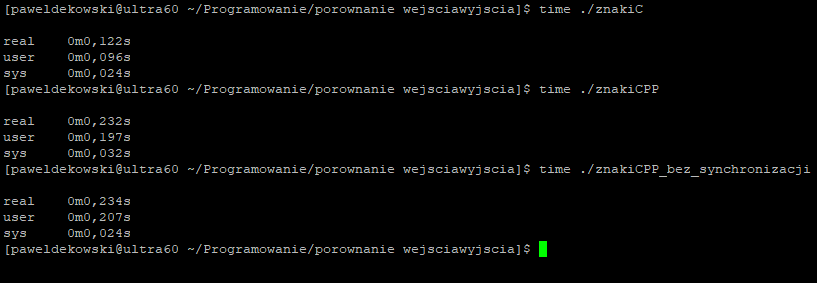 [paweldekowski@ultra60 ~/Programowanie/porownanie wejsciawyjscia]$ time ./znakiC
real 0m0,122s
user 0m0,096s
sys 0m0,024s
[paweldekowski@ultra60 ~/Programowanie/porownanie wejsciawyjscia]$ time ./znakiCPP
real 0m0,232s
user 0m0,197s
sys 0m0,032s
[paweldekowski@ultra60 ~/Programowanie/porownanie wejsciawyjscia]$ time ./znakiCPP_bez_synchronizacji
real 0m0,234s
user 0m0,207s
sys 0m0,024s
[paweldekowski@ultra60 ~/Programowanie/porownanie wejsciawyjscia]$